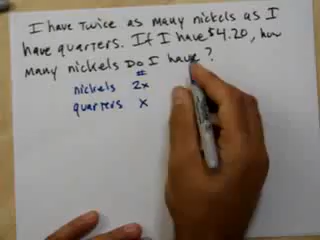 I have twice as many nickels as I
have quarters. If I have $4.20, how
many nickels Do I have?
#
nickels 2x
quarters x